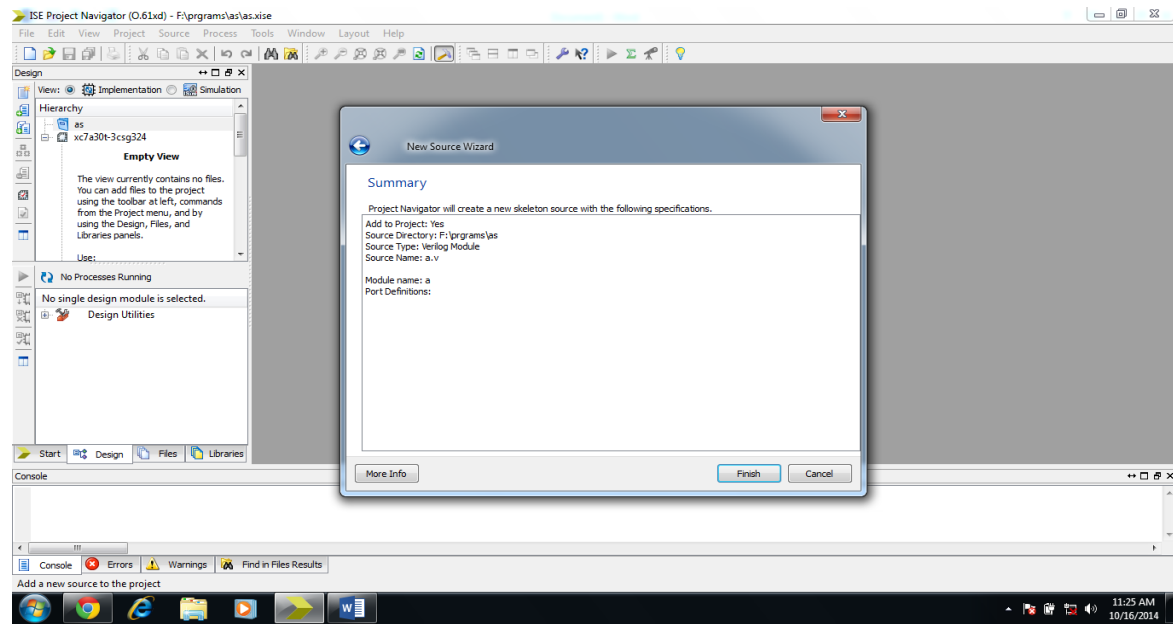 ISE Project Navigator (O.61xd) - F:\prgrams\as\as.xise
File Edit View Project Source Process Tools Window Layout Help
Design
View: Implementation Simulation
Hierarchy
as
xc7a30t-3csg324
Empty View
The view currently contains no files.
You can add files to the project
using the toolbar at left, commands
from the Project menu, and by
using the Design, Files, and
Libraries panels.
Use:
No Processes Running
No single design module is selected.
Design Utilities
Start Design Files Libraries
New Source Wizard
Summary
Project Navigator will create a new skeleton source with the following specifications.
Add to Project: Yes
Source Directory: F:\prgrams\as
Source Type: Verilog Module
Source Name: a.v
Module name: a
Port Definitions:
More Info Finish Cancel
Console
Console Errors Warnings Find in Files Results
Add a new source to the project
W
11:25 AM
10/16/2014